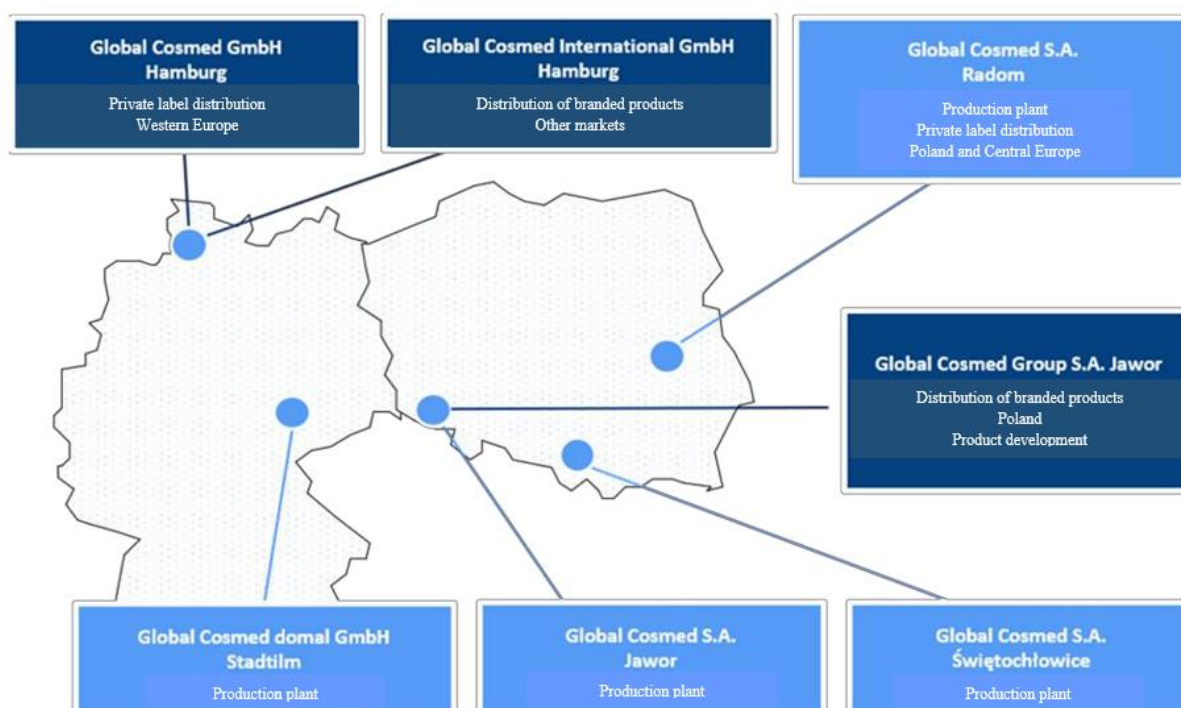 Global Cosmed GmbH
Hamburg
Private label distribution
Western Europe
Global Cosmed International GmbH
Hamburg
Distribution of branded products
Other markets
Global Cosmed S.A.
Radom
Production plant
Private label distribution
Poland and Central Europe
Global Cosmed Group S.A. Jawor
Distribution of branded products
Poland
Product development
Global Cosmed domal GmbH
Stadtilm
Production plant
Global Cosmed S.A.
Jawor
Production plant
Global Cosmed S.A.
Świętochłowice
Production plant